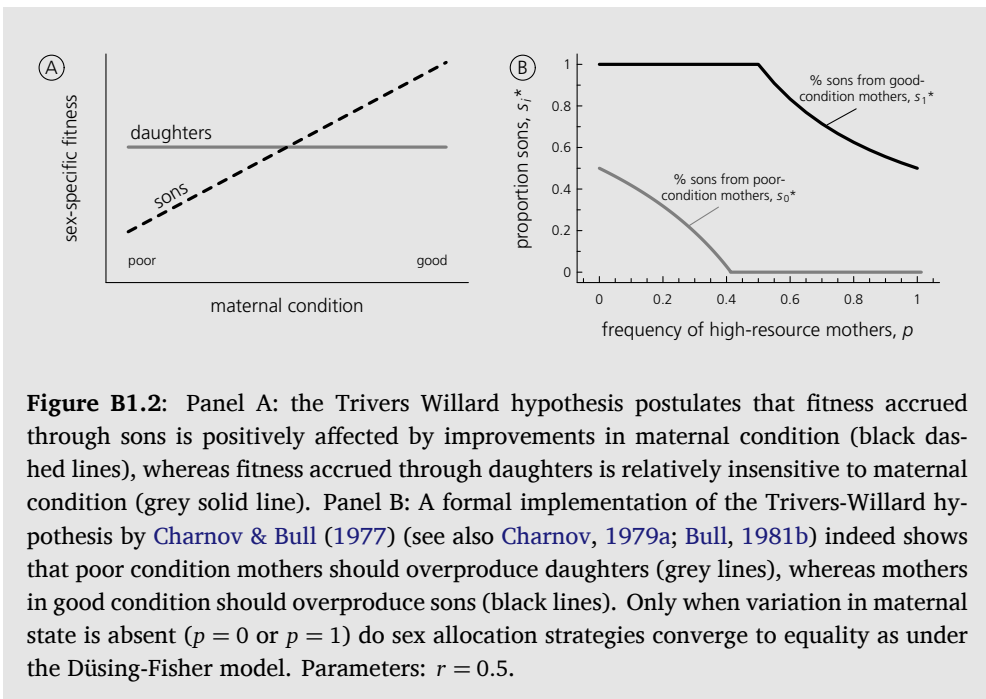 A
sex-specific fitness
daughters
sons
poor
good
maternal condition
B
proportion sons, sᵢ*
1
0.8
0.6
0.4
0.2
0
% sons from good-
condition mothers, s₁*
% sons from poor-
condition mothers, s₀*
0
0.2
0.4
0.6
0.8
1
frequency of high-resource mothers, p
Figure B1.2: Panel A: the Trivers Willard hypothesis postulates that fitness accrued
through sons is positively affected by improvements in maternal condition (black das-
hed lines), whereas fitness accrued through daughters is relatively insensitive to maternal
condition (grey solid line). Panel B: A formal implementation of the Trivers-Willard hy-
pothesis by Charnov & Bull (1977) (see also Charnov, 1979a; Bull, 1981b) indeed shows
that poor condition mothers should overproduce daughters (grey lines), whereas mothers
in good condition should overproduce sons (black lines). Only when variation in maternal
state is absent (p = 0 or p = 1) do sex allocation strategies converge to equality as under
the Düsing-Fisher model. Parameters: r = 0.5.